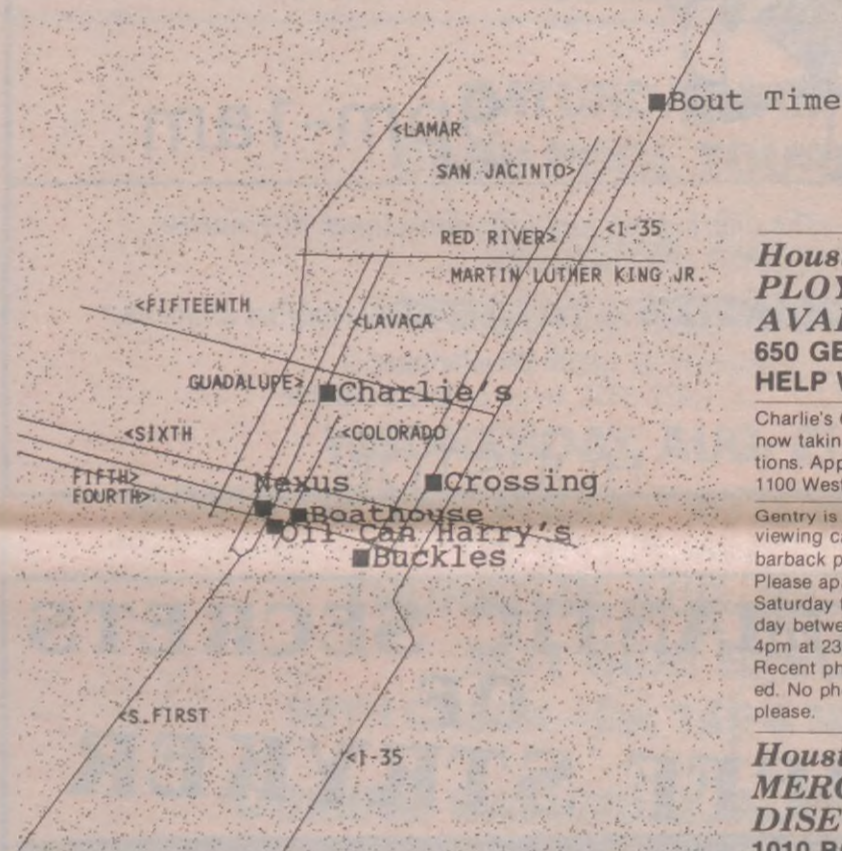 Bout Time
<LAMAR
SAN JACINTO>
RED RIVER>
<I-35
MARTIN LUTHER KING JR.
<FIFTEENTH
<LAVACA
GUADALUPE>
Charlie's
<SIXTH
<COLORADO
FIFTH>
FOURTH>
Nexus
Crossing
Boathouse
Oil Can Harry's
Buckles
<S.FIRST
<I-35
Hous
PLOY
AVAI
650 GE
HELP W
Charlie's
now takin
tions. App
1100 West
Gentry is
viewing ca
barback p
Please ap
Saturday
day betwe
4pm at 23
Recent ph
ed. No ph
please.
Houst
MERC
DISE